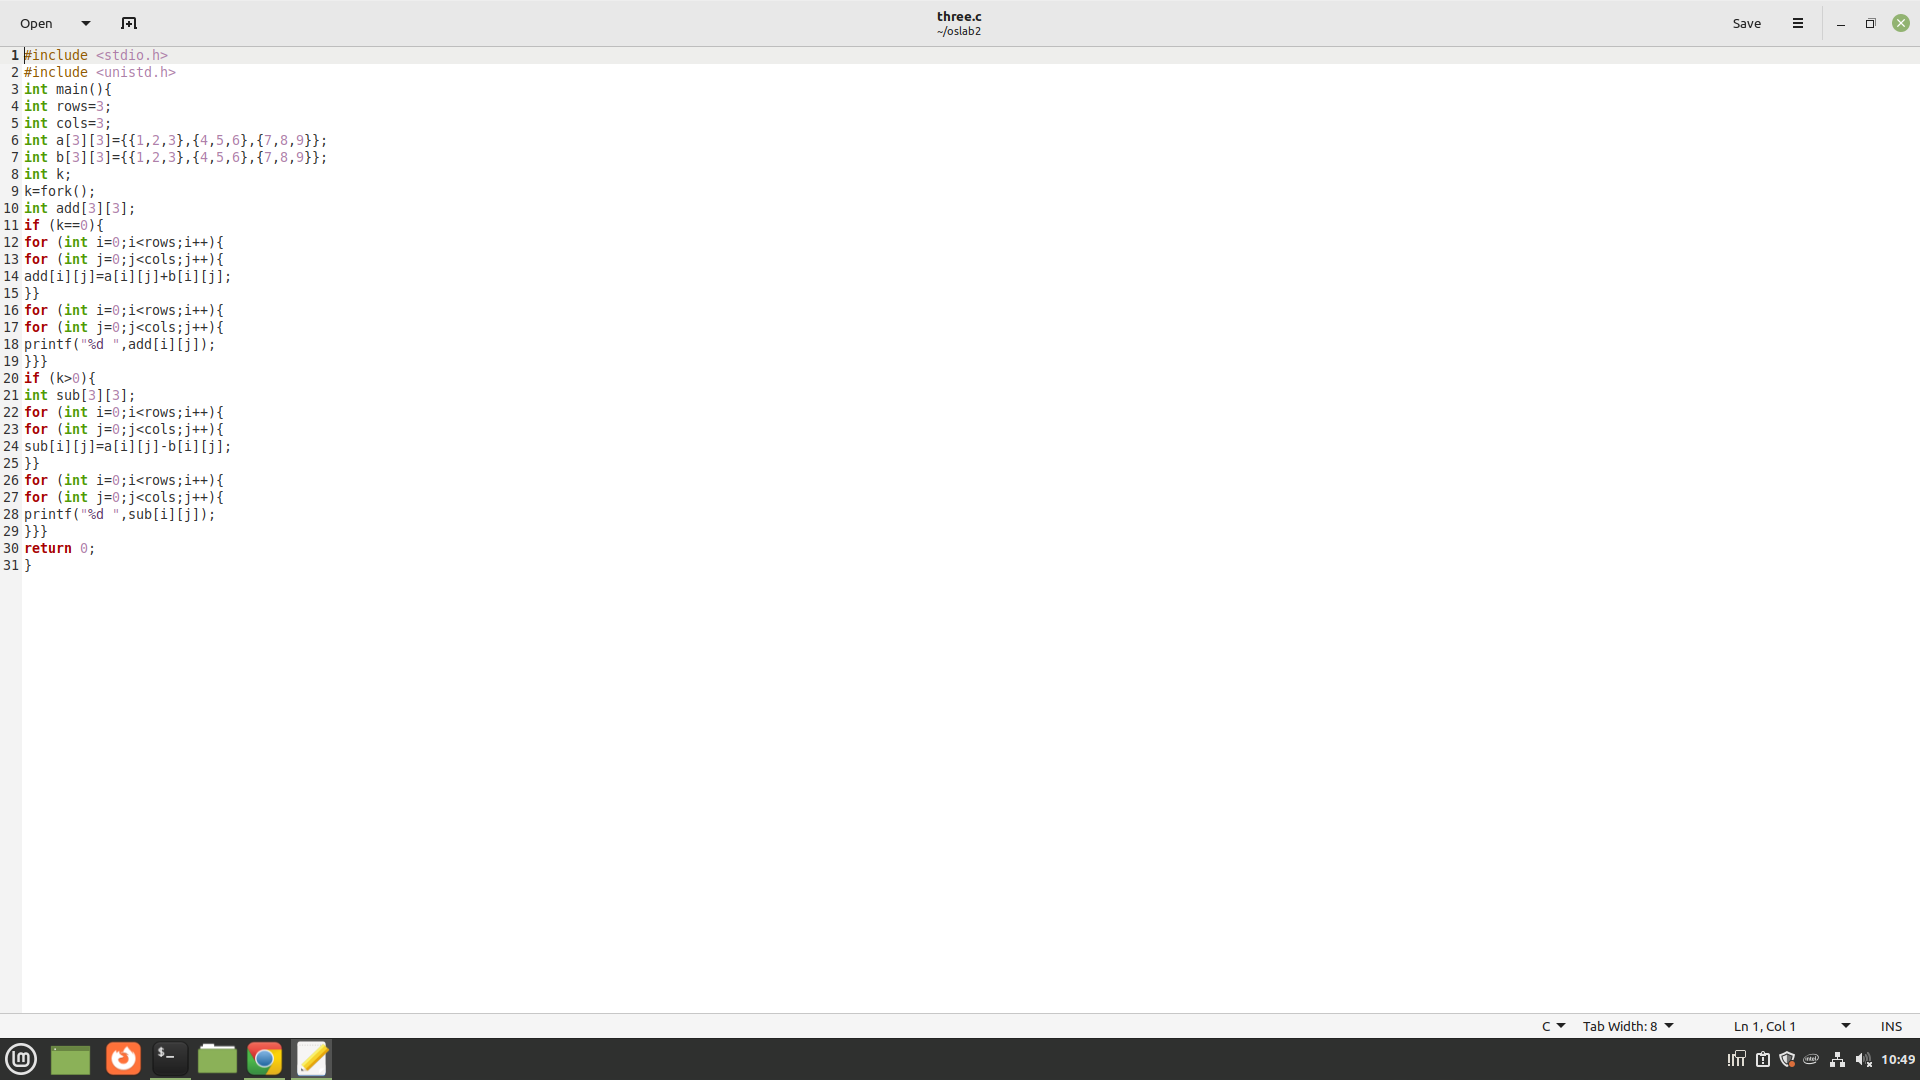 Open
three.c
~/oslab2
Save
1 #include <stdio.h>
2 #include <unistd.h>
3 int main(){
4 int rows=3;
5 int cols=3;
6 int a[3][3]={{1,2,3},{4,5,6},{7,8,9}};
7 int b[3][3]={{1,2,3},{4,5,6},{7,8,9}};
8 int k;
9 k=fork();
10 int add[3][3];
11 if (k==0){
12 for (int i=0;i<rows;i++){
13 for (int j=0;j<cols;j++){
14 add[i][j]=a[i][j]+b[i][j];
15 }}
16 for (int i=0;i<rows;i++){
17 for (int j=0;j<cols;j++){
18 printf("%d ",add[i][j]);
19 }}}
20 if (k>0){
21 int sub[3][3];
22 for (int i=0;i<rows;i++){
23 for (int j=0;j<cols;j++){
24 sub[i][j]=a[i][j]-b[i][j];
25 }}
26 for (int i=0;i<rows;i++){
27 for (int j=0;j<cols;j++){
28 printf("%d ",sub[i][j]);
29 }}}
30 return 0;
31 }
C Tab Width: 8 Ln 1, Col 1 INS
10:49